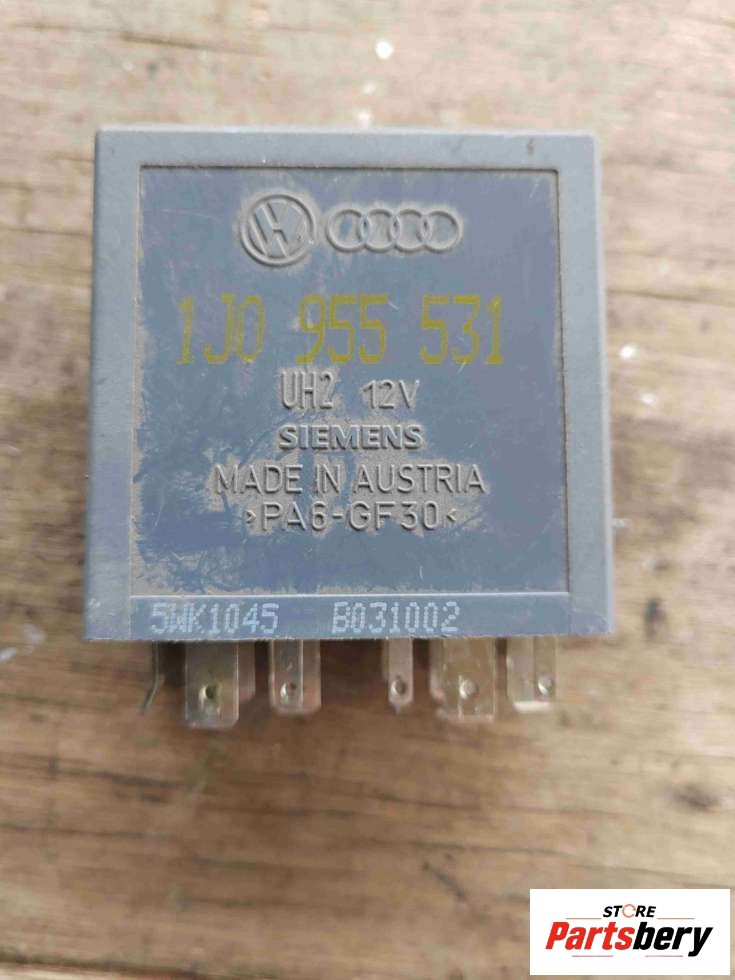 1J0 955 531
UH2 12V
SIEMENS
MADE IN AUSTRIA
>PA6-GF30<
5WK1045 B031002
STORE
Partsbery